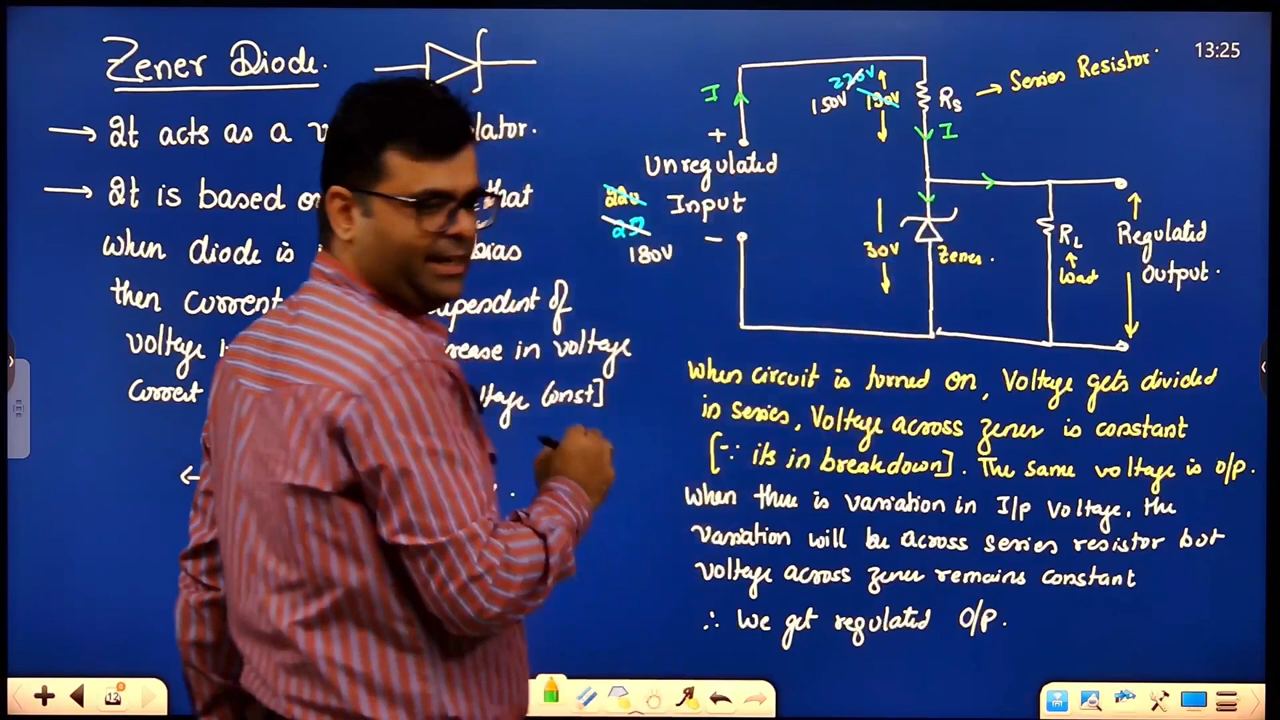 Zener Diode.
13:25
→ It acts as a v lator.
→ It is based o that
when diode is bias
then current ependent of
voltage rease in voltage
Current ltage Const]
I
+
Unregulated
Input
−
180V
220V
150V
190V
Rs → Series Resistor
I
30V
Zener.
RL
Load
Regulated
Output.
When circuit is turned on, Voltage gets divided
in series, Voltage across zener is constant
[∵ its in breakdown]. The same voltage is O/P.
When there is variation in I/p voltage, the
variation will be across series resistor but
voltage across zener remains constant
∴ We get regulated O/P.
12